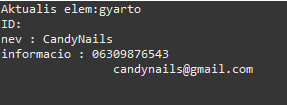 Aktualis elem:gyarto
ID:
nev : CandyNails
informacio : 06309876543
candynails@gmail.com